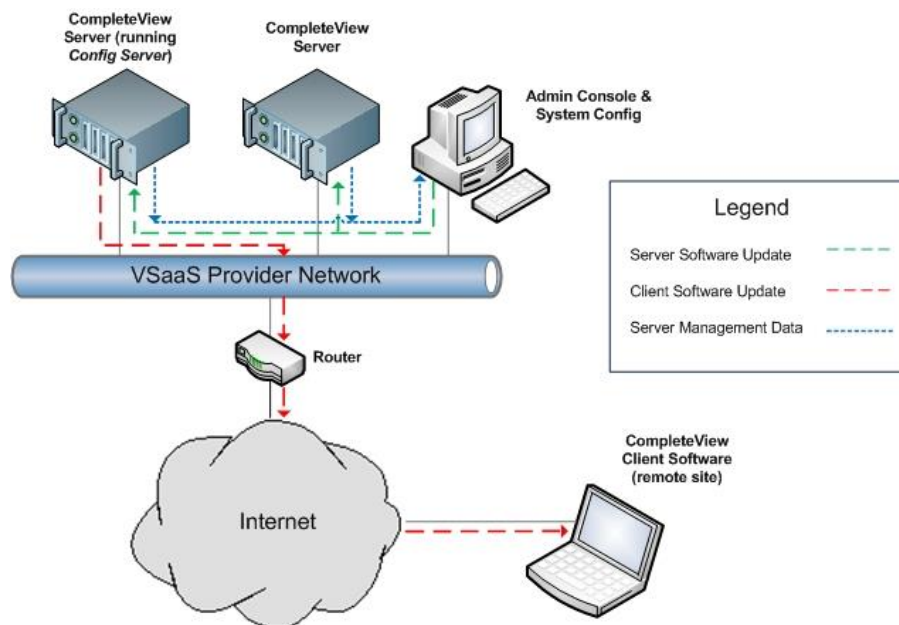 CompleteView
Server (running
Config Server)
CompleteView
Server
Admin Console &
System Config
Legend
Server Software Update
Client Software Update
Server Management Data
VSaaS Provider Network
Router
Internet
CompleteView
Client Software
(remote site)